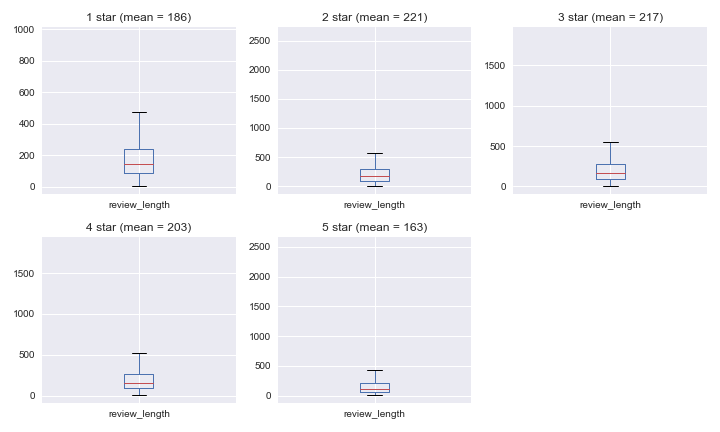 1 star (mean = 186)
1000
800
600
400
200
0
review_length
2 star (mean = 221)
2500
2000
1500
1000
500
0
review_length
3 star (mean = 217)
1500
1000
500
0
review_length
4 star (mean = 203)
1500
1000
500
0
review_length
5 star (mean = 163)
2500
2000
1500
1000
500
0
review_length